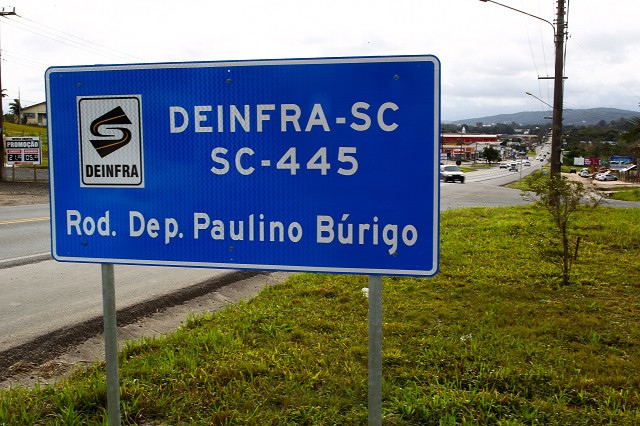 DEINFRA-SC
SC-445
DEINFRA
Rod. Dep. Paulino Búrigo
PROMOÇÃO